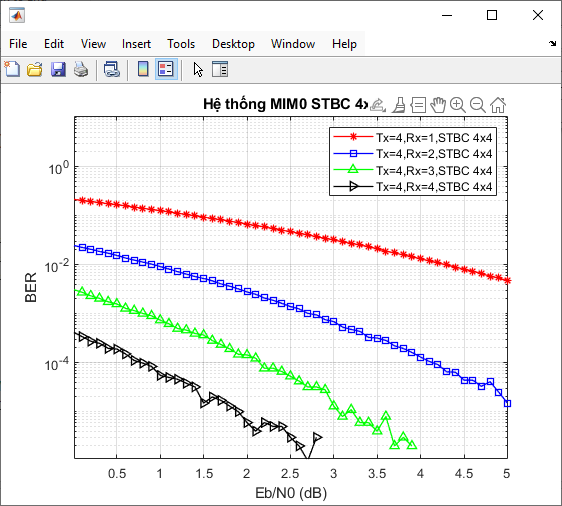 File Edit View Insert Tools Desktop Window Help
Hệ thống MIM0 STBC 4x
Tx=4,Rx=1,STBC 4x4
Tx=4,Rx=2,STBC 4x4
Tx=4,Rx=3,STBC 4x4
Tx=4,Rx=4,STBC 4x4
BER
10^0
10^-2
10^-4
0.5 1 1.5 2 2.5 3 3.5 4 4.5 5
Eb/N0 (dB)